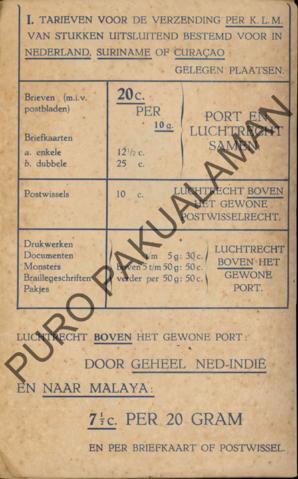 I. TARIEVEN VOOR DE VERZENDING PER K. L. M.
VAN STUKKEN UITSLUITEND BESTEMD VOOR IN
NEDERLAND, SURINAME OF CURAÇAO
GELEGEN PLAATSEN.
Brieven (m.i.v. postbladen)
20 c.
PER
10 g.
Briefkaarten
a. enkele 12½ c.
b. dubbele 25 c.
PORT EN
LUCHTRECHT
SAMEN
Postwissels 10 c.
LUCHTRECHT BOVEN
HET GEWONE
POSTWISSELRECHT.
Drukwerken
Documenten t/m 5 g: 30 c.
Monsters Boven 5 t/m 50 g: 50 c.
Braillegeschriften verder per 50 g: 50 c.
Pakjes
LUCHTRECHT
BOVEN HET
GEWONE
PORT.
LUCHTRECHT BOVEN HET GEWONE PORT:
DOOR GEHEEL NED-INDIË
EN NAAR MALAYA:
7½ c. PER 20 GRAM
EN PER BRIEFKAART OF POSTWISSEL.
PURO PAKUALAMAN